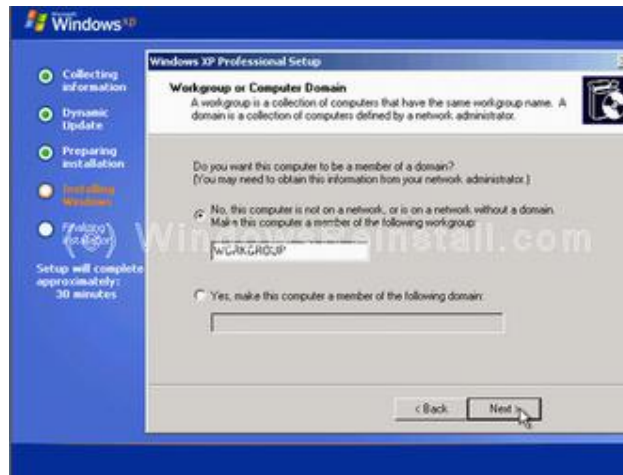 Microsoft
Windows xp
Collecting
information
Dynamic
Update
Preparing
installation
Installing
Windows
Finalizing
installation
Setup will complete
approximately:
30 minutes
Windows XP Professional Setup
Workgroup or Computer Domain
A workgroup is a collection of computers that have the same workgroup name. A
domain is a collection of computers defined by a network administrator.
Do you want this computer to be a member of a domain?
(You may need to obtain this information from your network administrator.)
No, this computer is not on a network, or is on a network without a domain.
Make this computer a member of the following workgroup:
WORKGROUP
Yes, make this computer a member of the following domain:
< Back
Next >
(c) WindowsReinstall.com